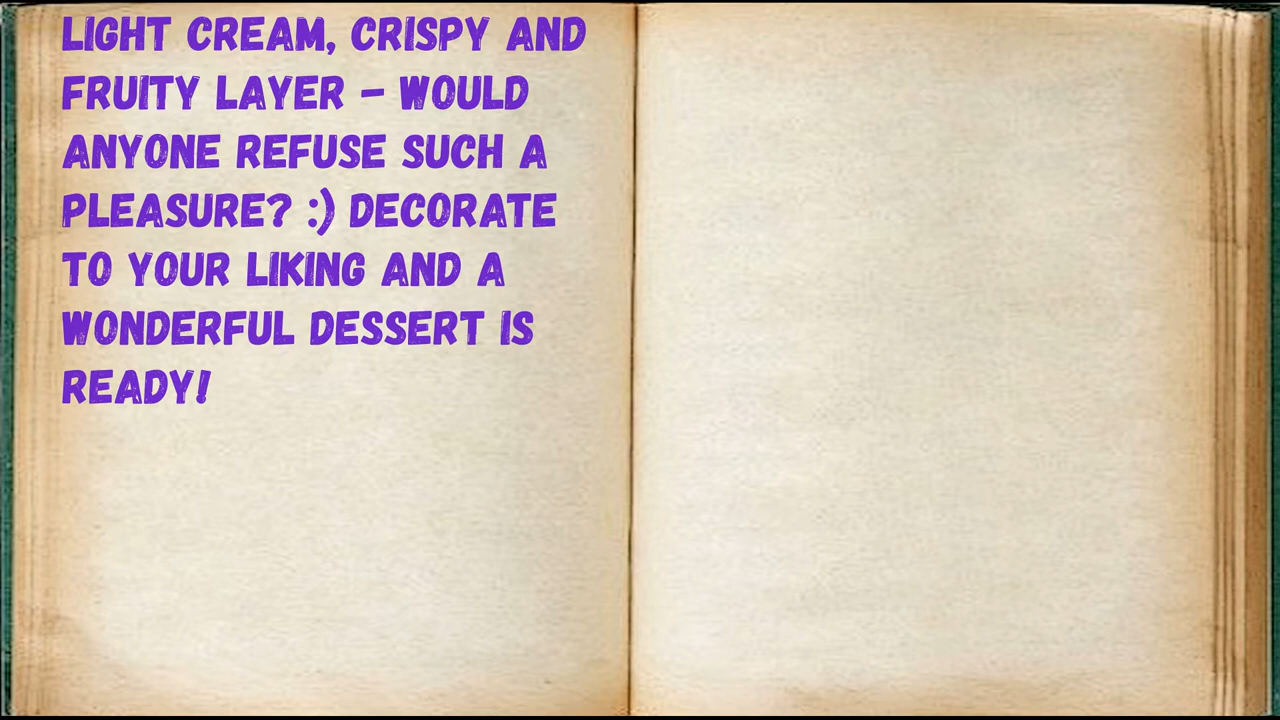 LIGHT CREAM, CRISPY AND
FRUITY LAYER - WOULD
ANYONE REFUSE SUCH A
PLEASURE? :) DECORATE
TO YOUR LIKING AND A
WONDERFUL DESSERT IS
READY!